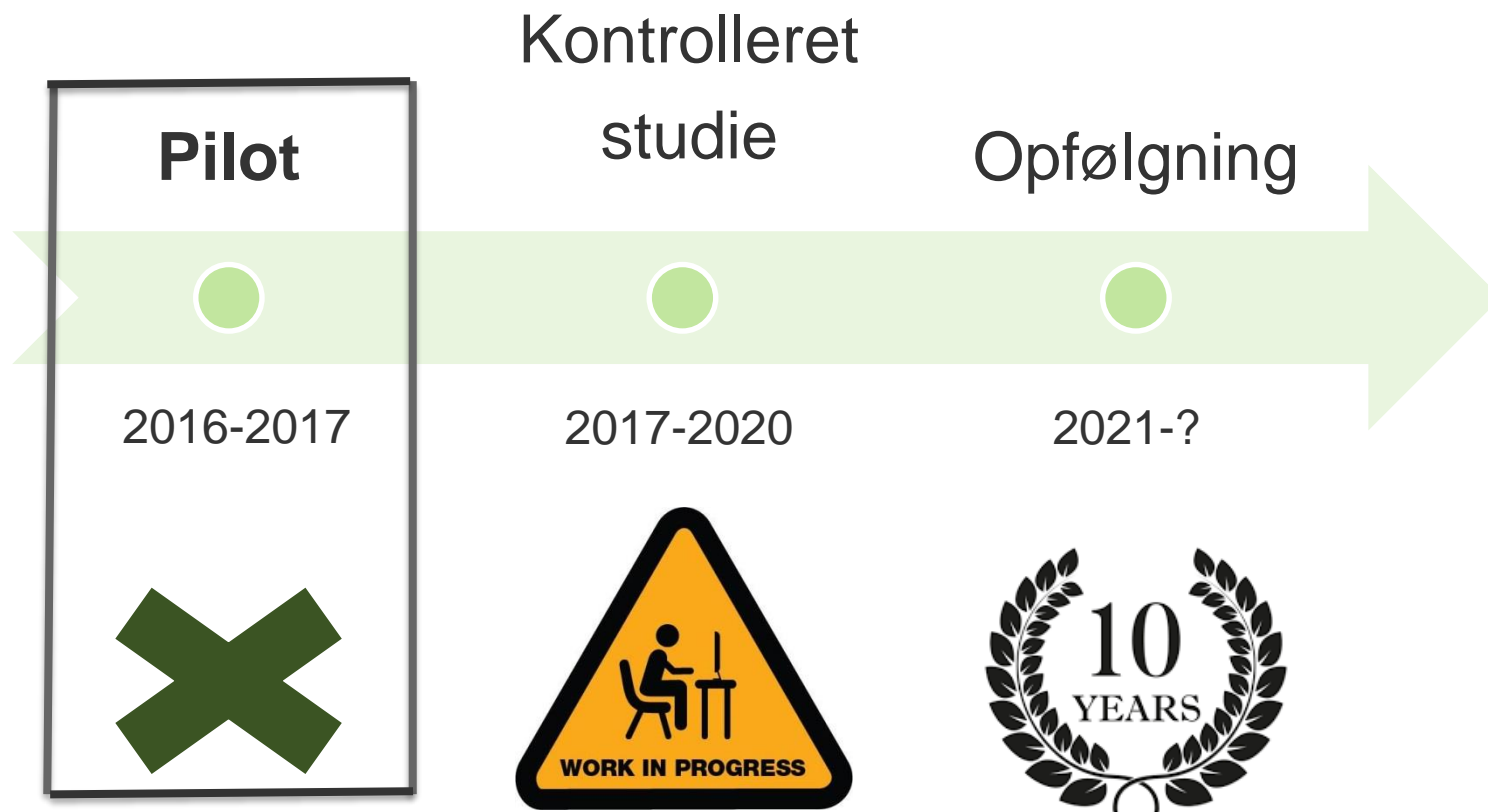 Kontrolleret
studie
Pilot
Opfølgning
2016-2017
2017-2020
2021-?
WORK IN PROGRESS
10
YEARS